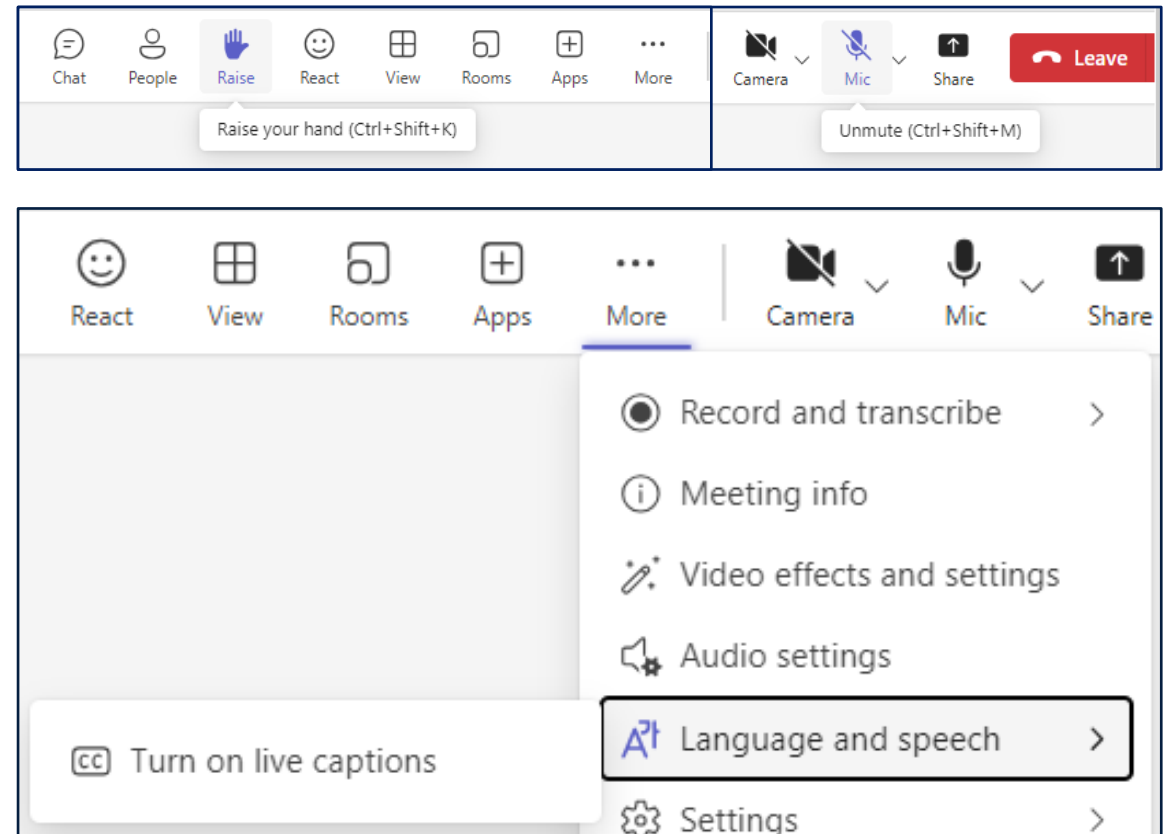 Chat People Raise React View Rooms Apps More Camera Mic Share Leave
Raise your hand (Ctrl+Shift+K) Unmute (Ctrl+Shift+M)
React View Rooms Apps More Camera Mic Share
Record and transcribe
Meeting info
Video effects and settings
Audio settings
Language and speech
CC Turn on live captions
Settings